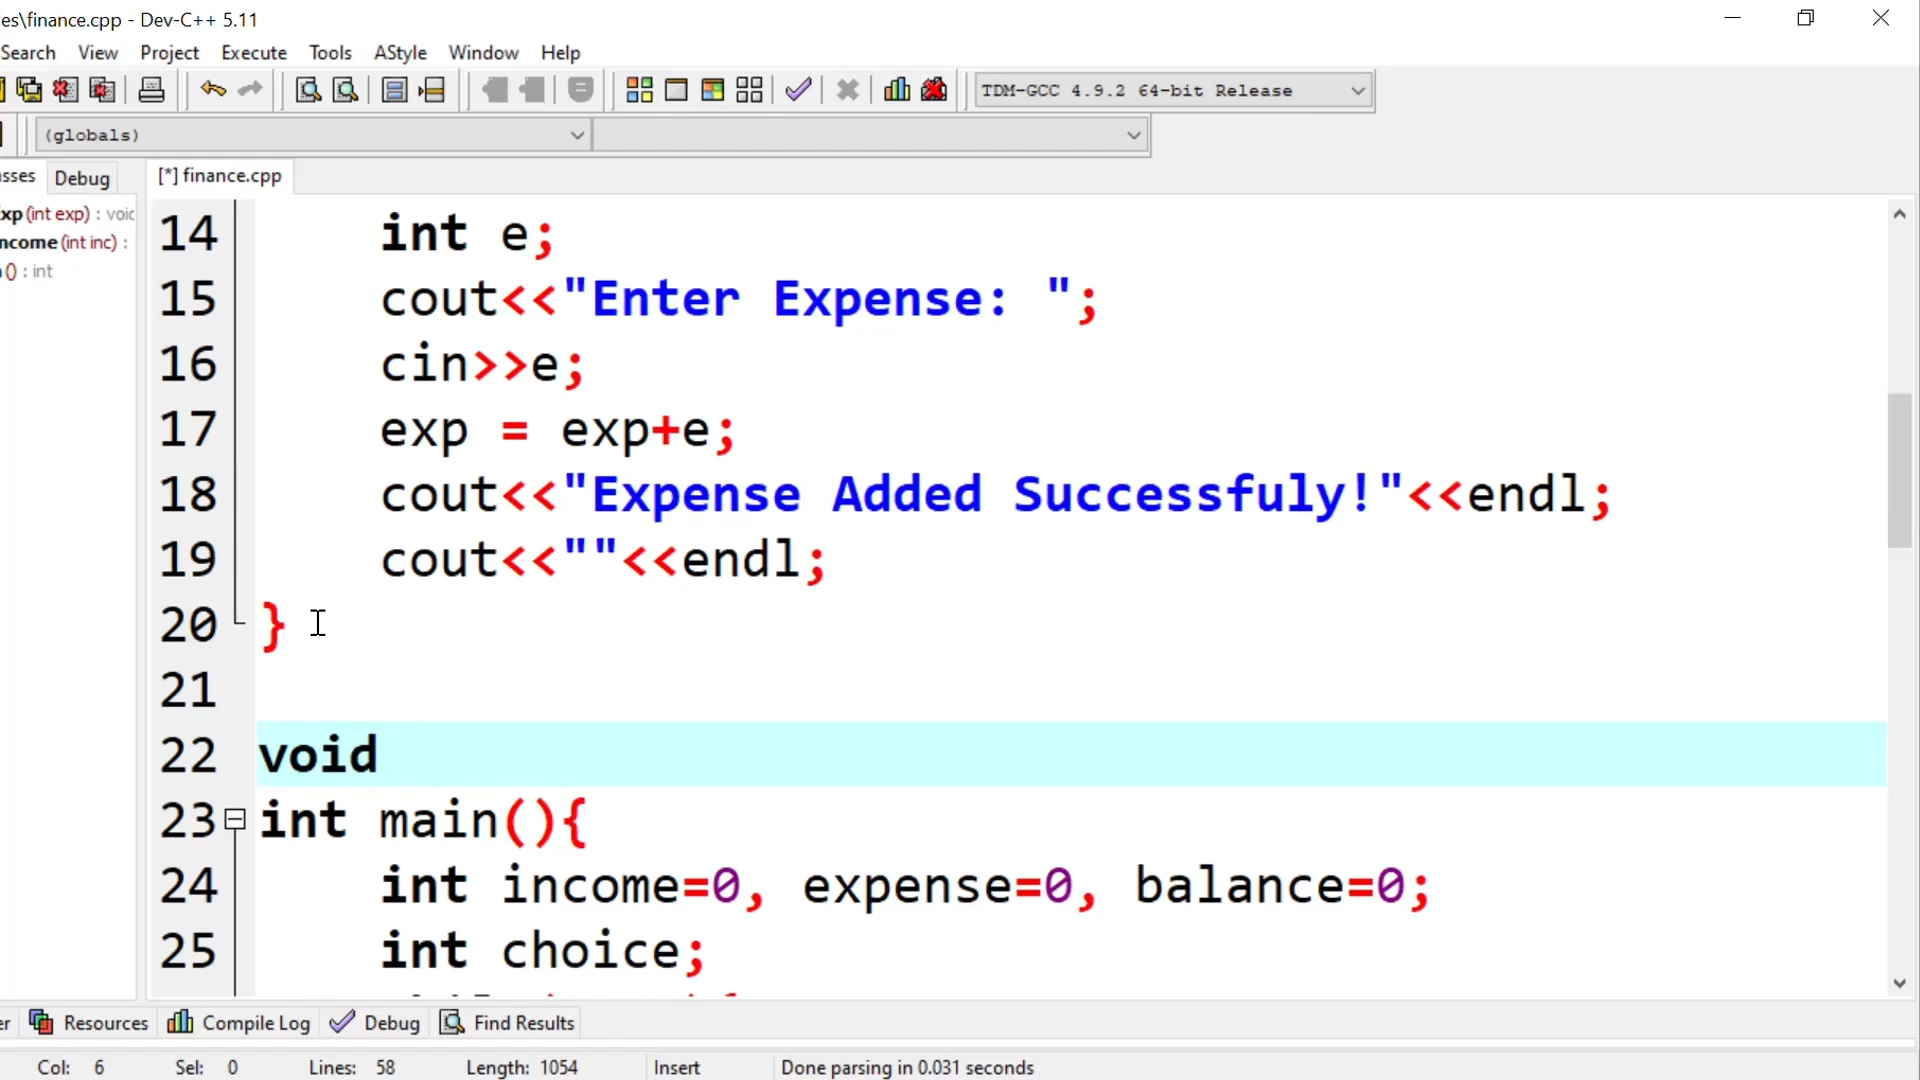 es\finance.cpp - Dev-C++ 5.11
Search View Project Execute Tools AStyle Window Help
TDM-GCC 4.9.2 64-bit Release
(globals)
sses Debug [*] finance.cpp
xp (int exp) : voic
ncome (int inc) :
() : int
14 int e;
15 cout<<"Enter Expense: ";
16 cin>>e;
17 exp = exp+e;
18 cout<<"Expense Added Successfuly!"<<endl;
19 cout<<""<<endl;
20 }
21
22 void
23 int main(){
24 int income=0, expense=0, balance=0;
25 int choice;
er Resources Compile Log Debug Find Results
Col: 6 Sel: 0 Lines: 58 Length: 1054 Insert Done parsing in 0.031 seconds